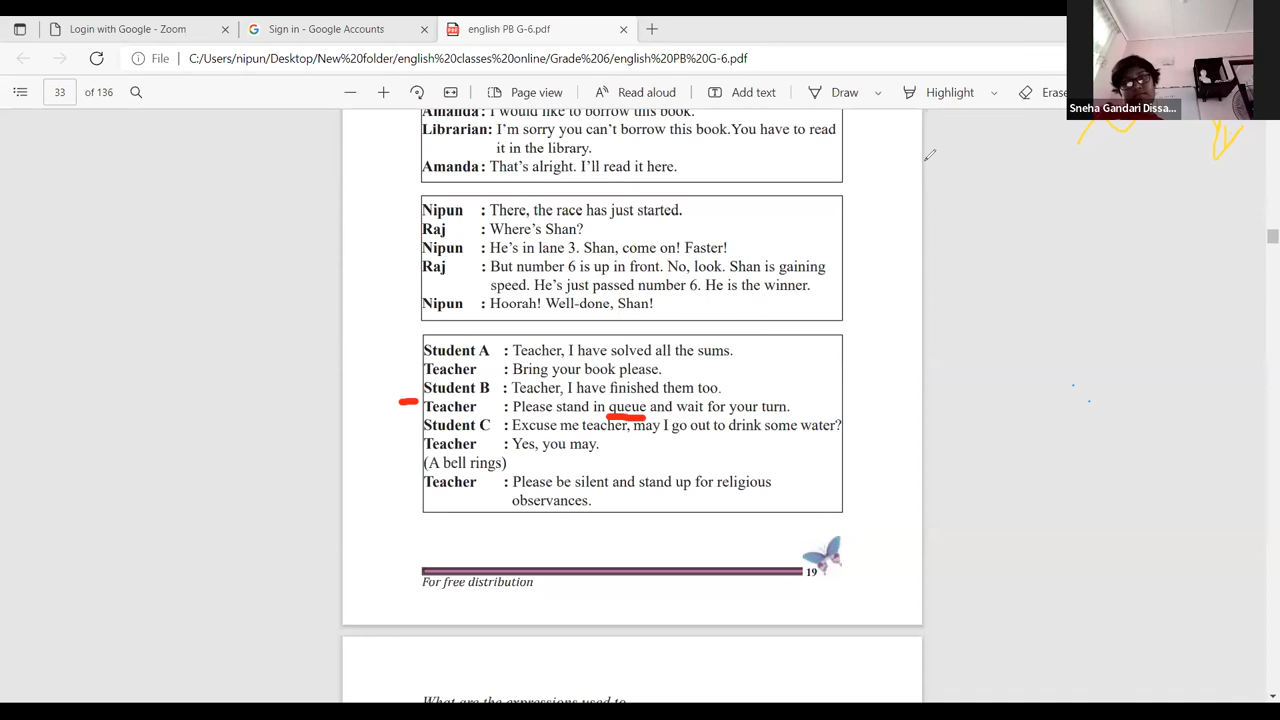 Login with Google - Zoom
Sign in - Google Accounts
english PB G-6.pdf
File
C:/Users/nipun/Desktop/New%20folder/english%20classes%20online/Grade%206/english%20PB%20G-6.pdf
33 of 136
Page view
Read aloud
Add text
Draw
Highlight
Erase
Sneha Gandari Dissa...
Amanda : I would like to borrow this book.
Librarian: I'm sorry you can't borrow this book.You have to read
it in the library.
Amanda : That's alright. I'll read it here.
Nipun : There, the race has just started.
Raj : Where's Shan?
Nipun : He's in lane 3. Shan, come on! Faster!
Raj : But number 6 is up in front. No, look. Shan is gaining
speed. He's just passed number 6. He is the winner.
Nipun : Hoorah! Well-done, Shan!
Student A : Teacher, I have solved all the sums.
Teacher : Bring your book please.
Student B : Teacher, I have finished them too.
Teacher : Please stand in queue and wait for your turn.
Student C : Excuse me teacher, may I go out to drink some water?
Teacher : Yes, you may.
(A bell rings)
Teacher : Please be silent and stand up for religious
observances.
19
For free distribution
What are the expressions used to